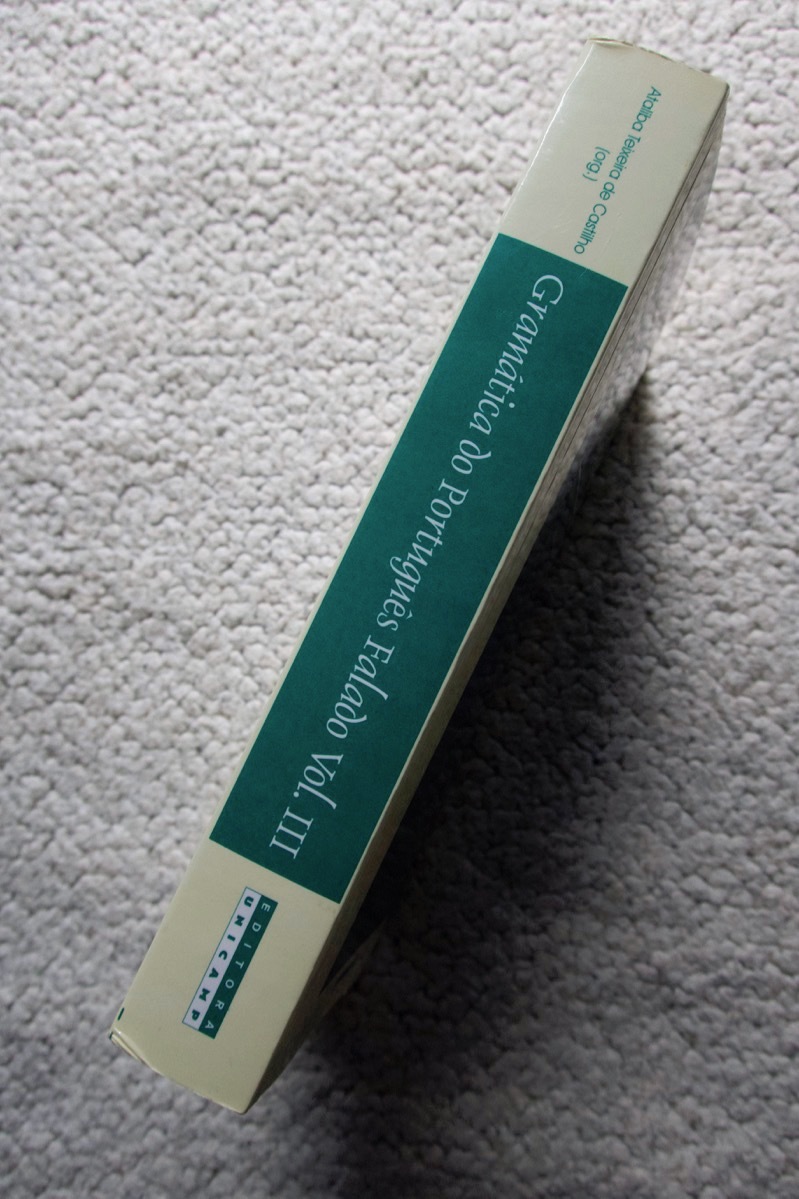 Ataliba Teixeira de Castilho
(org.)
Gramática do Português Falado Vol. III
EDITORA
UNICAMP